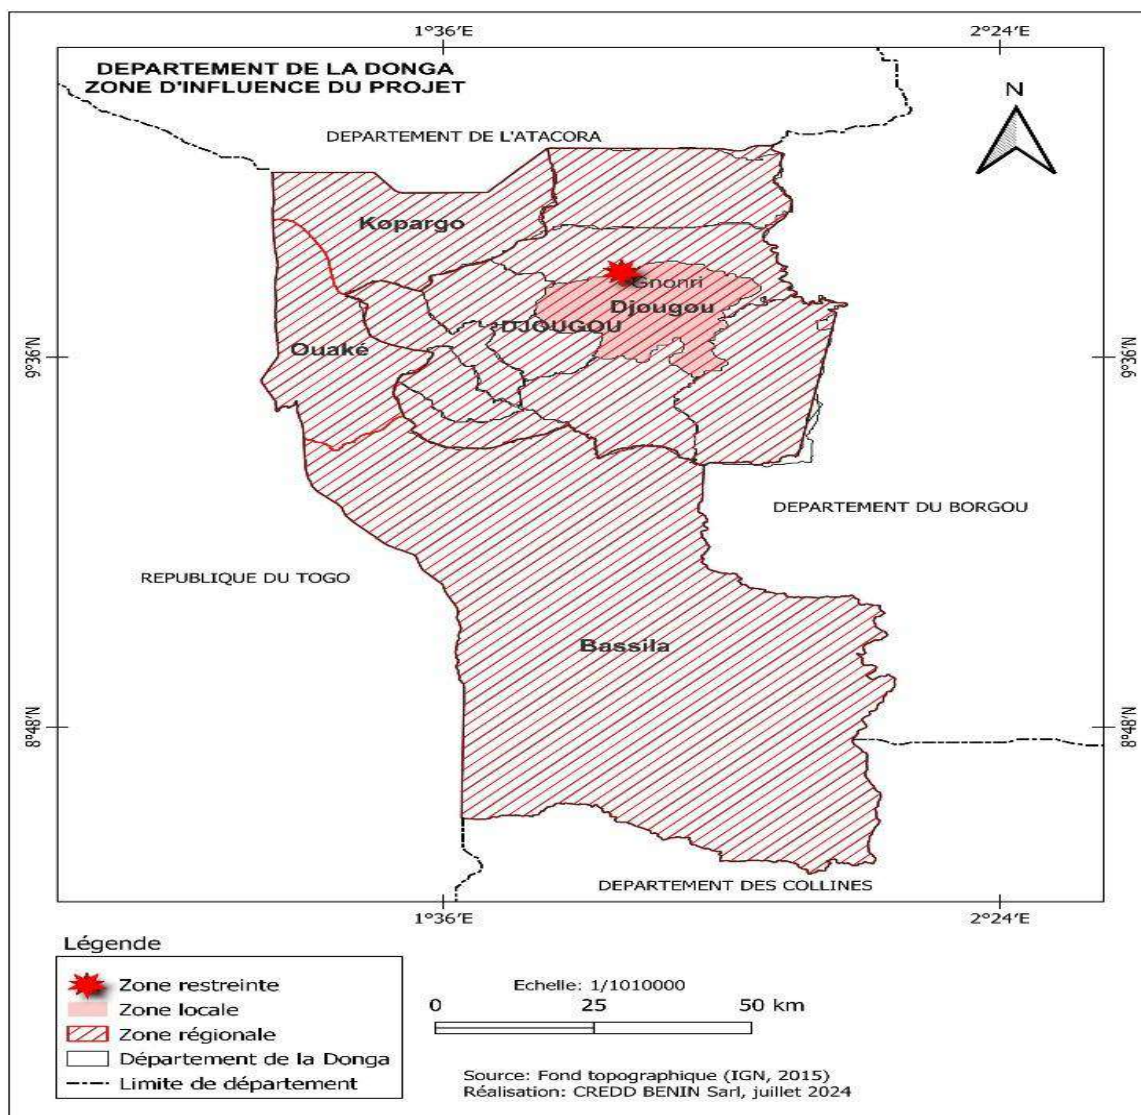 1°36′E
2°24′E
DEPARTEMENT DE LA DONGA
ZONE D'INFLUENCE DU PROJET
N
DEPARTEMENT DE L'ATACORA
Kopargo
Gnonri
Djougou
DJOUGOU
Ouaké
9°36′N
9°36′N
DEPARTEMENT DU BORGOU
REPUBLIQUE DU TOGO
Bassila
8°48′N
8°48′N
DEPARTEMENT DES COLLINES
1°36′E
2°24′E
Légende
Zone restreinte
Zone locale
Zone régionale
Département de la Donga
Limite de département
Echelle: 1/1010000
0 25 50 km
Source: Fond topographique (IGN, 2015)
Réalisation: CREDD BENIN Sarl, juillet 2024